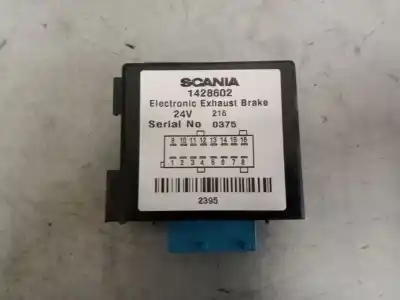 SCANIA
1428602
Electronic Exhaust Brake
24V 216
Serial No 0375
9 10 11 12 13 14 15 16
1 2 3 4 5 6 7 8
2395